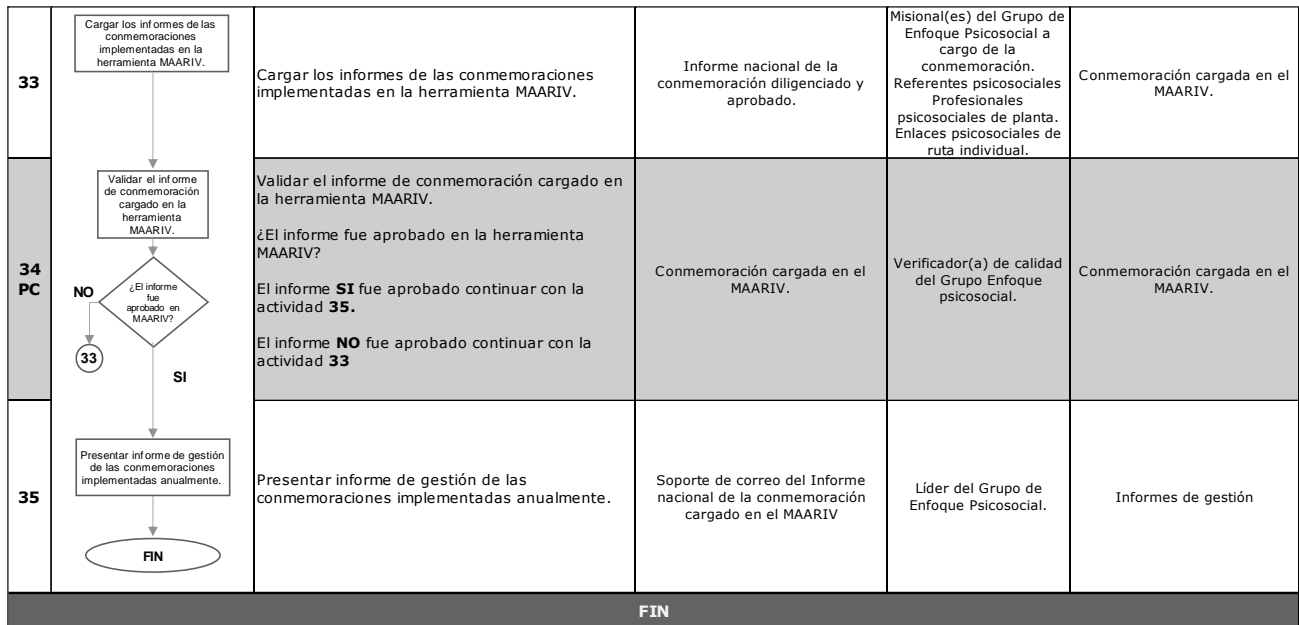 33
Cargar los informes de las
conmemoraciones
implementadas en la
herramienta MAARIV.
Cargar los informes de las conmemoraciones
implementadas en la herramienta MAARIV.
Informe nacional de la
conmemoración diligenciado y
aprobado.
Misional(es) del Grupo de
Enfoque Psicosocial a
cargo de la
conmemoración.
Referentes psicosociales
Profesionales
psicosociales de planta.
Enlaces psicosociales de
ruta individual.
Conmemoración cargada en el
MAARIV.
34
PC
Validar el informe
de conmemoración
cargado en la
herramienta
MAARIV.
¿El informe
fue
aprobado en
MAARIV?
NO
33
SI
Validar el informe de conmemoración cargado en
la herramienta MAARIV.
¿El informe fue aprobado en la herramienta
MAARIV?
El informe SI fue aprobado continuar con la
actividad 35.
El informe NO fue aprobado continuar con la
actividad 33
Conmemoración cargada en el
MAARIV.
Verificador(a) de calidad
del Grupo Enfoque
psicosocial.
Conmemoración cargada en el
MAARIV.
35
Presentar informe de gestión
de las conmemoraciones
implementadas anualmente.
FIN
Presentar informe de gestión de las
conmemoraciones implementadas anualmente.
Soporte de correo del Informe
nacional de la conmemoración
cargado en el MAARIV
Líder del Grupo de
Enfoque Psicosocial.
Informes de gestión
FIN